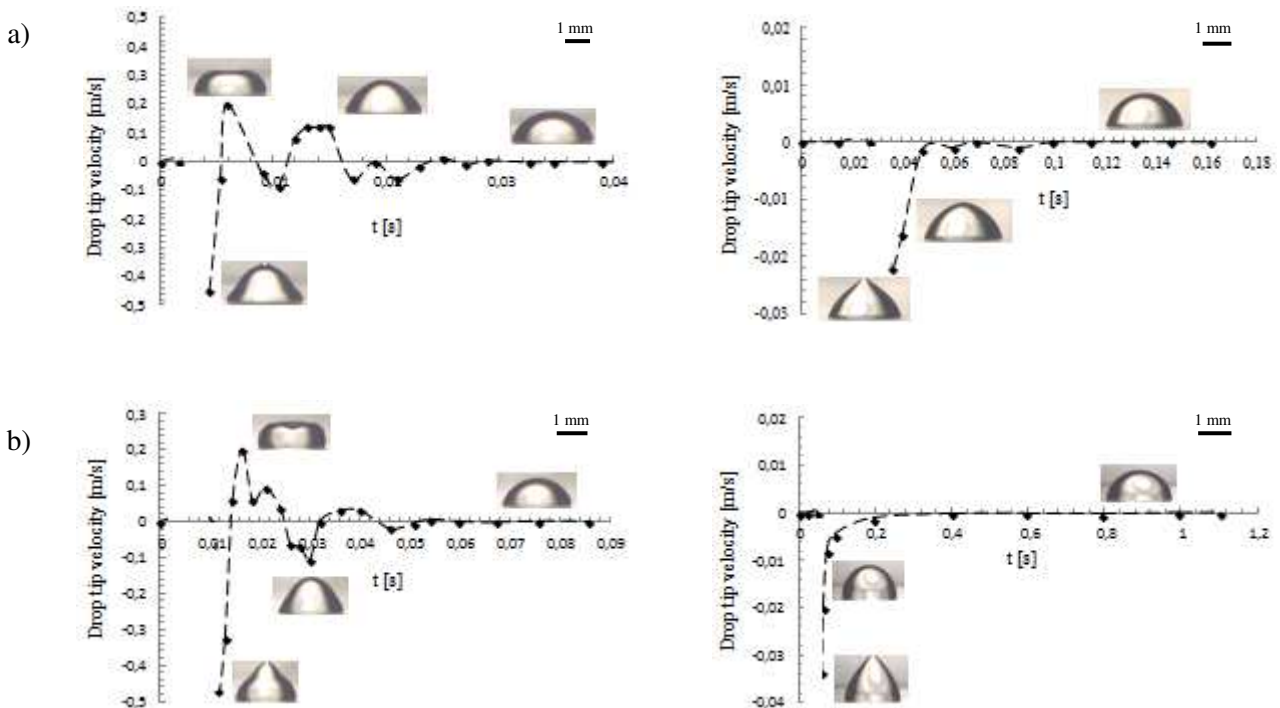 a)
Drop tip velocity [m/s]
0,5
0,4
0,3
0,2
0,1
0
-0,1
-0,2
-0,3
-0,4
-0,5
0 0,01 0,02 0,03 0,04
t [s]
1 mm
Drop tip velocity [m/s]
0,02
0,01
0
-0,01
-0,02
-0,03
0 0,02 0,04 0,06 0,08 0,1 0,12 0,14 0,16 0,18
t [s]
1 mm
b)
Drop tip velocity [m/s]
0,3
0,2
0,1
0
-0,1
-0,2
-0,3
-0,4
-0,5
0 0,01 0,02 0,03 0,04 0,05 0,06 0,07 0,08 0,09
t [s]
1 mm
Drop tip velocity [m/s]
0,02
0,01
0
-0,01
-0,02
-0,03
-0,04
0 0,2 0,4 0,6 0,8 1 1,2
t [s]
1 mm